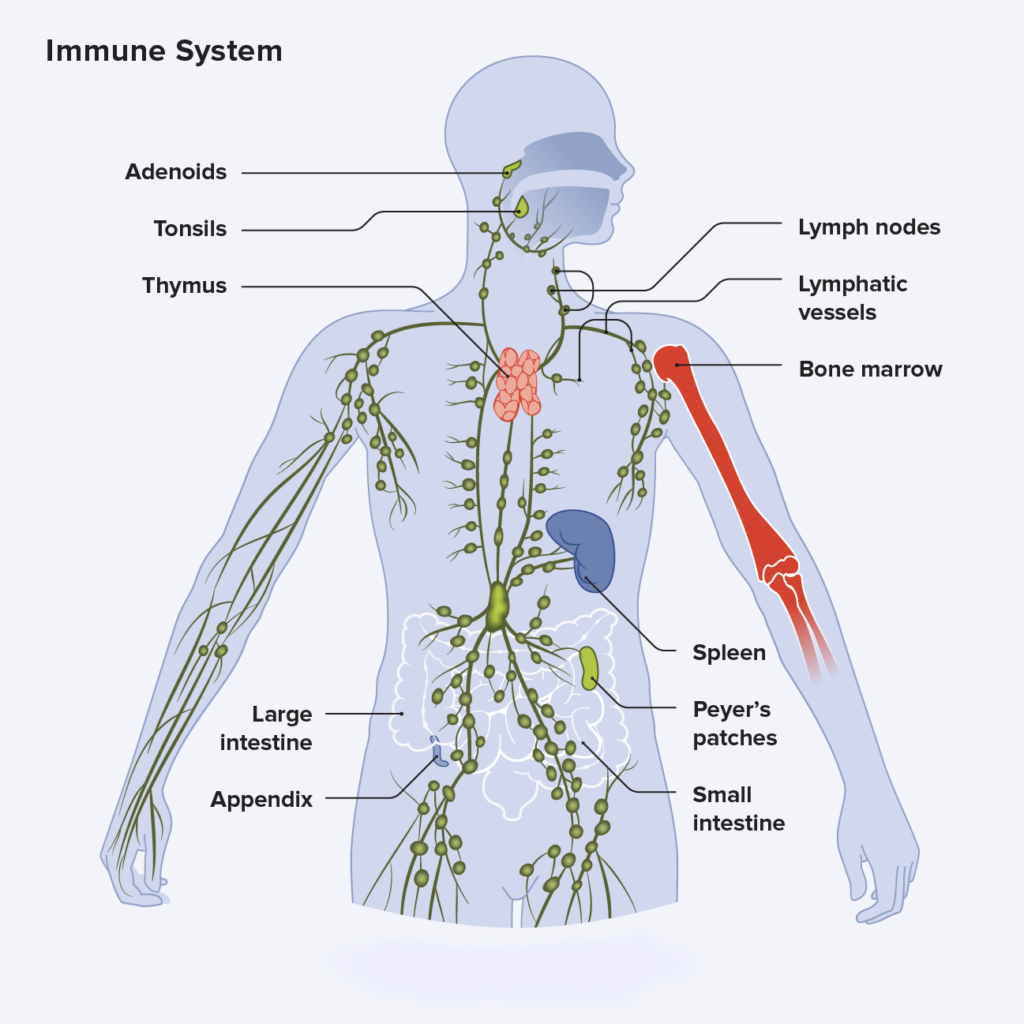 Immune System
Adenoids
Tonsils
Thymus
Lymph nodes
Lymphatic
vessels
Bone marrow
Spleen
Large
intestine
Peyer’s
patches
Appendix
Small
intestine